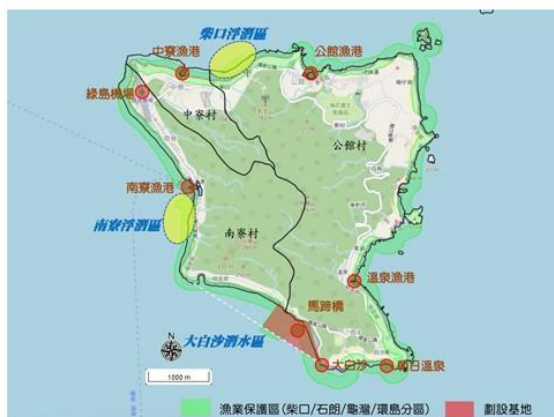 柴口浮潛區
中寮漁港
公館漁港
綠島機場
中寮村
公館村
南寮漁港
南寮浮潛區
南寮村
溫泉漁港
馬蹄橋
大白沙潛水區
大白沙
朝日溫泉
N
1000 m
漁業保護區(柴口/石朗/龜灣/環島分區)
劃設基地